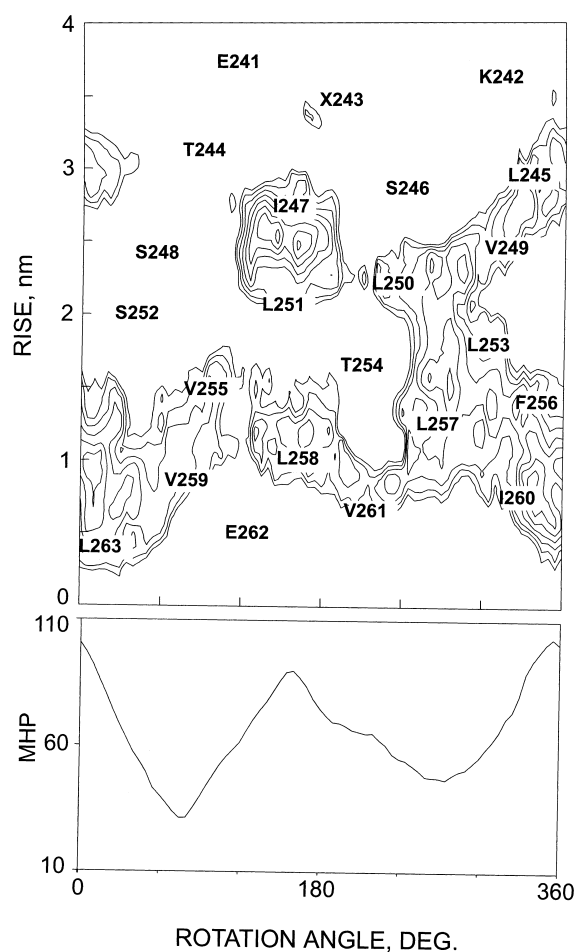 4
E241
K242
X243
T244
3
L245
S246
I247
S248
V249
L250
L251
S252
2
L253
RISE, nm
T254
V255
F256
L257
L258
1
V259
I260
V261
E262
L263
0
110
MHP
60
10
0 180 360
ROTATION ANGLE, DEG.